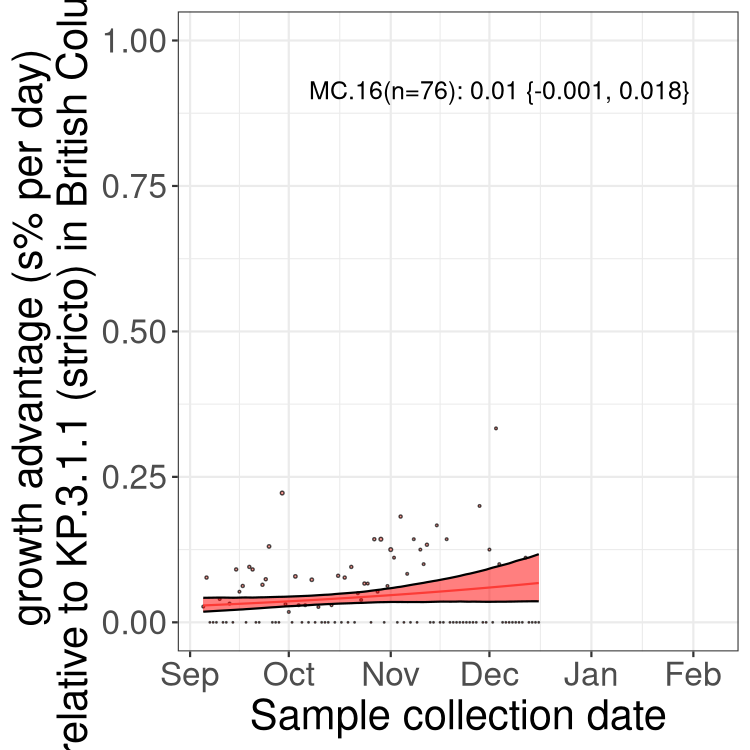 growth advantage (s% per day)
relative to KP.3.1.1 (stricto) in British Colu
1.00
0.75
0.50
0.25
0.00
MC.16(n=76): 0.01 {-0.001, 0.018}
Sep Oct Nov Dec Jan Feb
Sample collection date